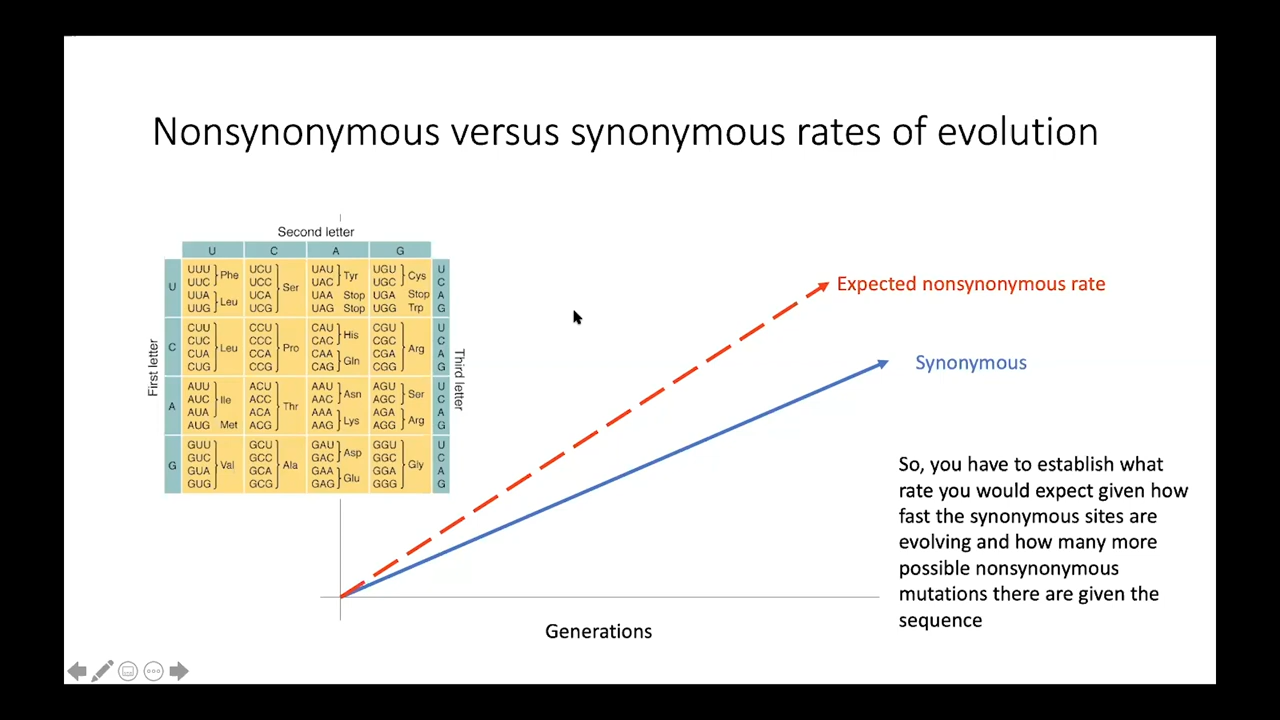 Nonsynonymous versus synonymous rates of evolution
Second letter
U C A G
First letter
Third letter
U
UUU UUC Phe
UUA UUG Leu
UCU UCC UCA UCG Ser
UAU UAC Tyr
UAA Stop
UAG Stop
UGU UGC Cys
UGA Stop
UGG Trp
U C A G
C
CUU CUC CUA CUG Leu
CCU CCC CCA CCG Pro
CAU CAC His
CAA CAG Gln
CGU CGC CGA CGG Arg
U C A G
A
AUU AUC AUA Ile
AUG Met
ACU ACC ACA ACG Thr
AAU AAC Asn
AAA AAG Lys
AGU AGC Ser
AGA AGG Arg
U C A G
G
GUU GUC GUA GUG Val
GCU GCC GCA GCG Ala
GAU GAC Asp
GAA GAG Glu
GGU GGC GGA GGG Gly
U C A G
Expected nonsynonymous rate
Synonymous
So, you have to establish what
rate you would expect given how
fast the synonymous sites are
evolving and how many more
possible nonsynonymous
mutations there are given the
sequence
Generations